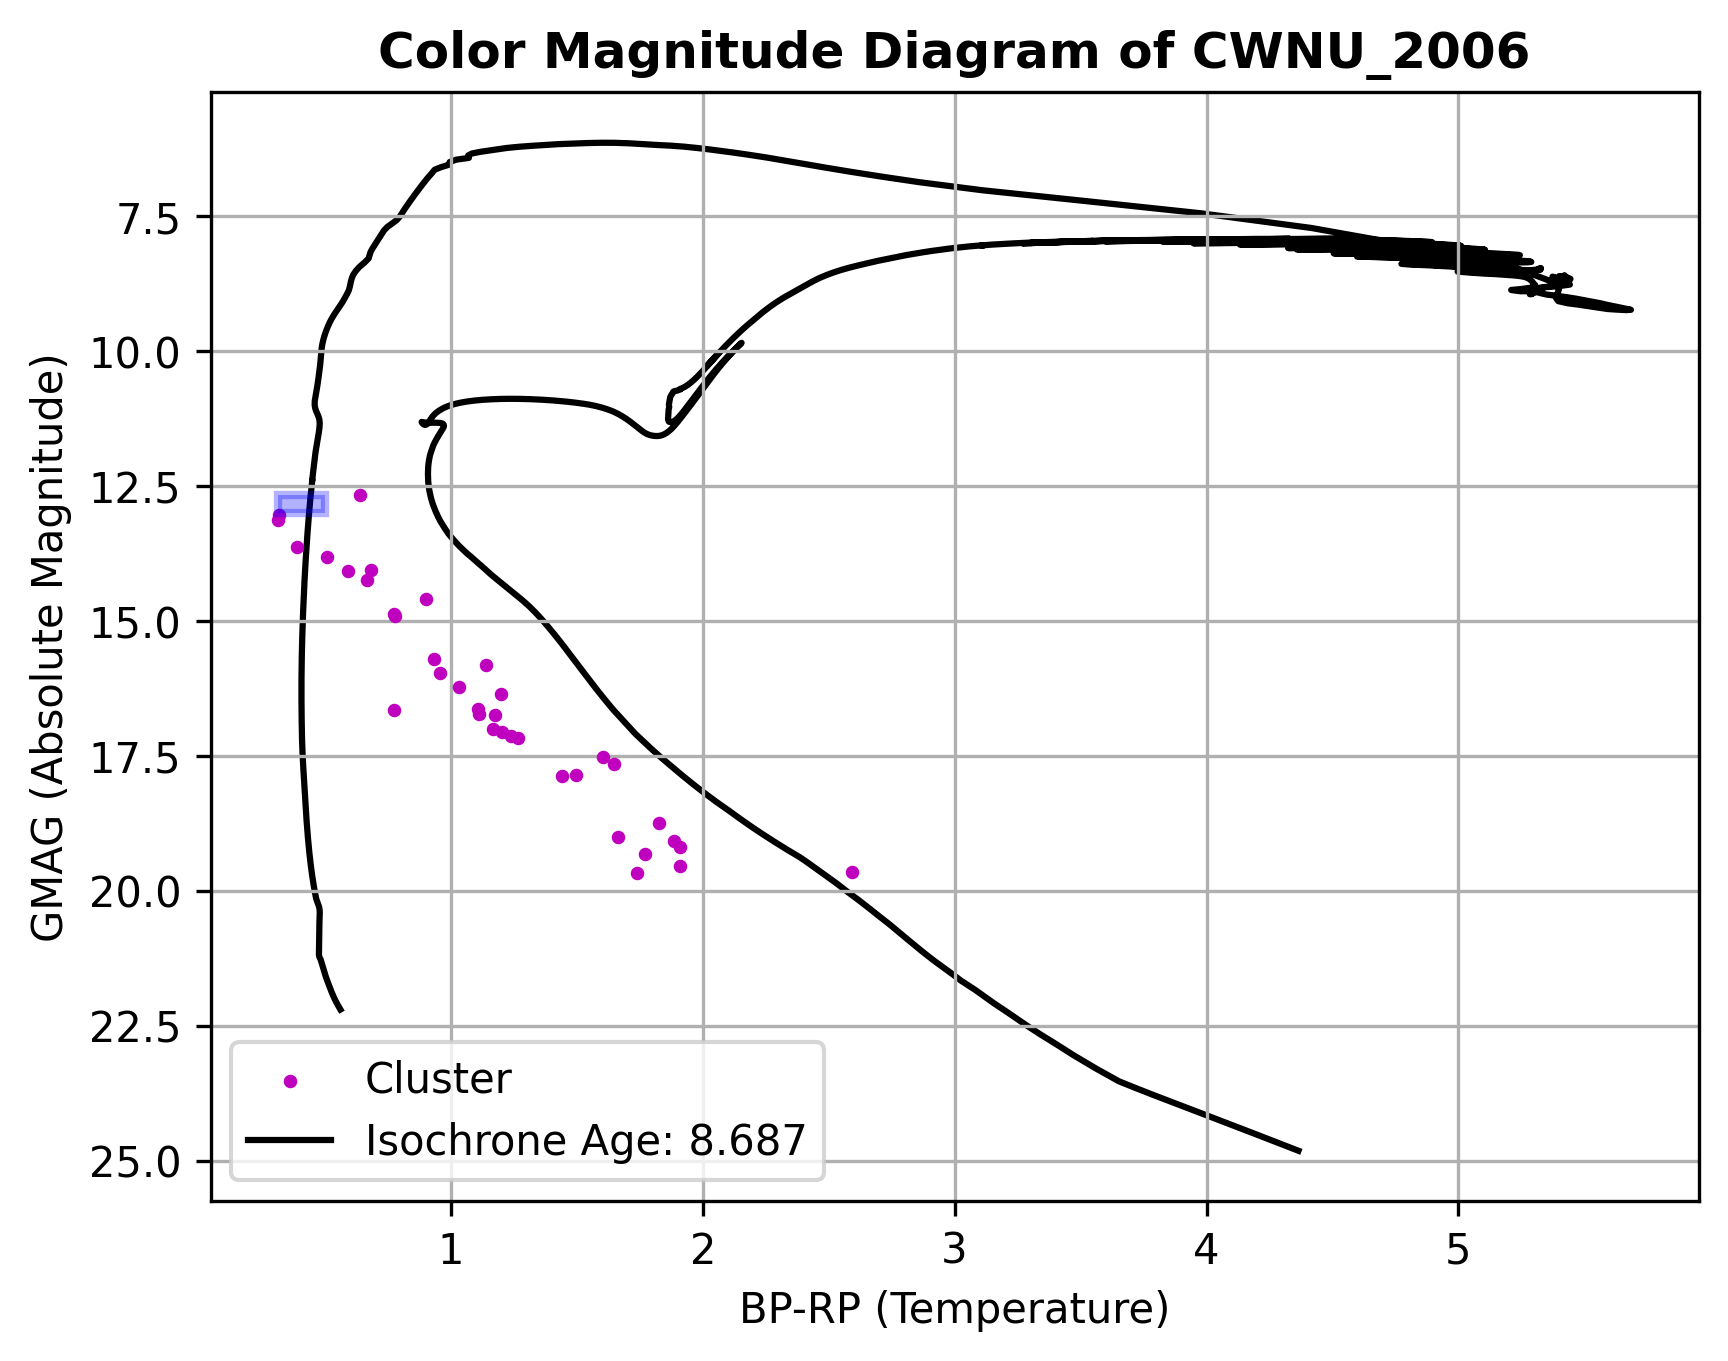 Color Magnitude Diagram of CWNU_2006
GMAG (Absolute Magnitude)
7.5
10.0
12.5
15.0
17.5
20.0
22.5
25.0
Cluster
Isochrone Age: 8.687
1
2
3
4
5
BP-RP (Temperature)